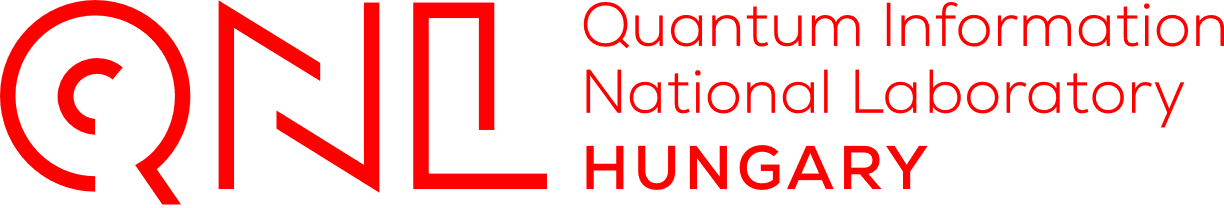 QNL
Quantum Information
National Laboratory
HUNGARY